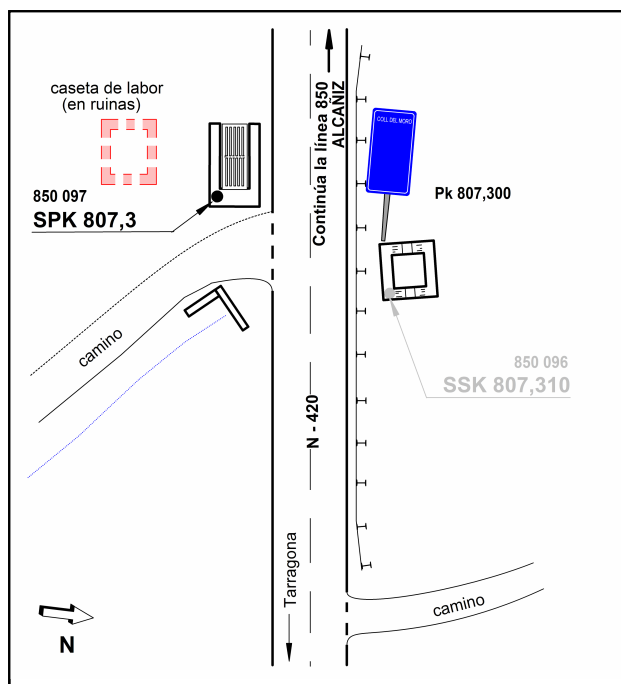 caseta de labor
(en ruinas)
850 097
SPK 807,3
Continúa la línea 850
ALCAÑIZ
COLL DEL MORO
Pk 807,300
850 096
SSK 807,310
camino
N - 420
Tarragona
camino
N